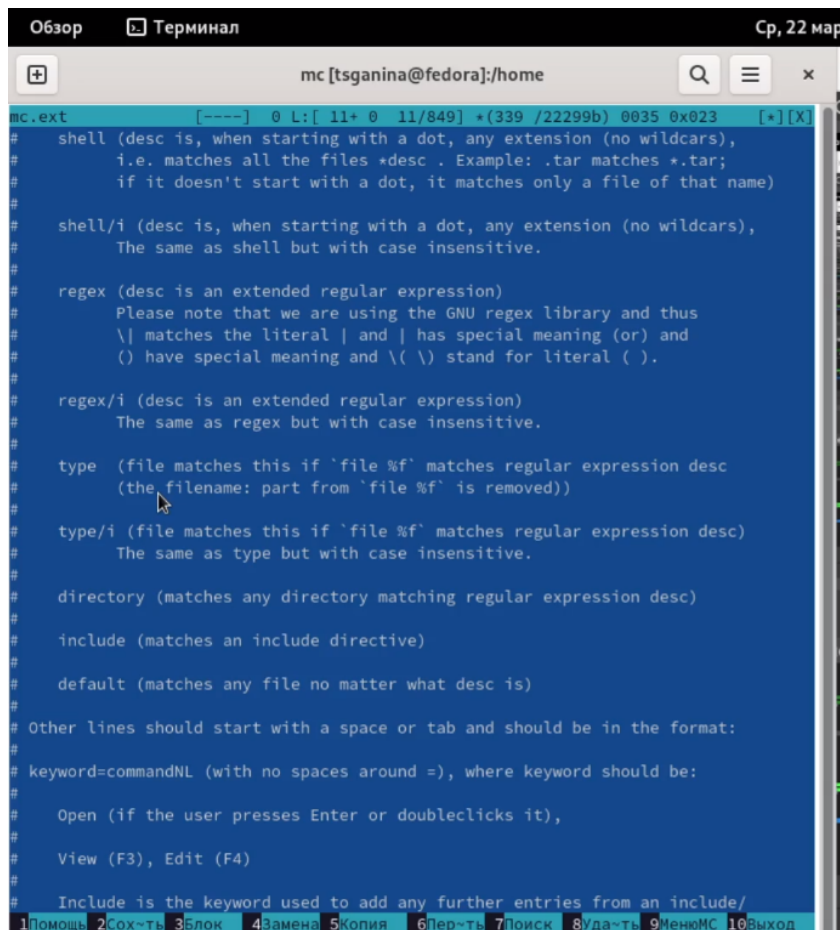 Обзор Терминал Ср, 22 мар
mc [tsganina@fedora]:/home
mc.ext [----] 0 L:[ 11+ 0 11/849] *(339 /22299b) 0035 0x023 [*][X]
# shell (desc is, when starting with a dot, any extension (no wildcars),
# i.e. matches all the files *desc . Example: .tar matches *.tar;
# if it doesn't start with a dot, it matches only a file of that name)
#
# shell/i (desc is, when starting with a dot, any extension (no wildcars),
# The same as shell but with case insensitive.
#
# regex (desc is an extended regular expression)
# Please note that we are using the GNU regex library and thus
# \| matches the literal | and | has special meaning (or) and
# () have special meaning and \( \) stand for literal ( ).
#
# regex/i (desc is an extended regular expression)
# The same as regex but with case insensitive.
#
# type (file matches this if `file %f` matches regular expression desc
# (the filename: part from `file %f` is removed))
#
# type/i (file matches this if `file %f` matches regular expression desc)
# The same as type but with case insensitive.
#
# directory (matches any directory matching regular expression desc)
#
# include (matches an include directive)
#
# default (matches any file no matter what desc is)
#
# Other lines should start with a space or tab and should be in the format:
#
# keyword=commandNL (with no spaces around =), where keyword should be:
#
# Open (if the user presses Enter or doubleclicks it),
#
# View (F3), Edit (F4)
#
# Include is the keyword used to add any further entries from an include/
1Помощь 2Сох~ть 3Блок 4Замена 5Копия 6Пер~ть 7Поиск 8Уда~ть 9МенюMC 10Выход